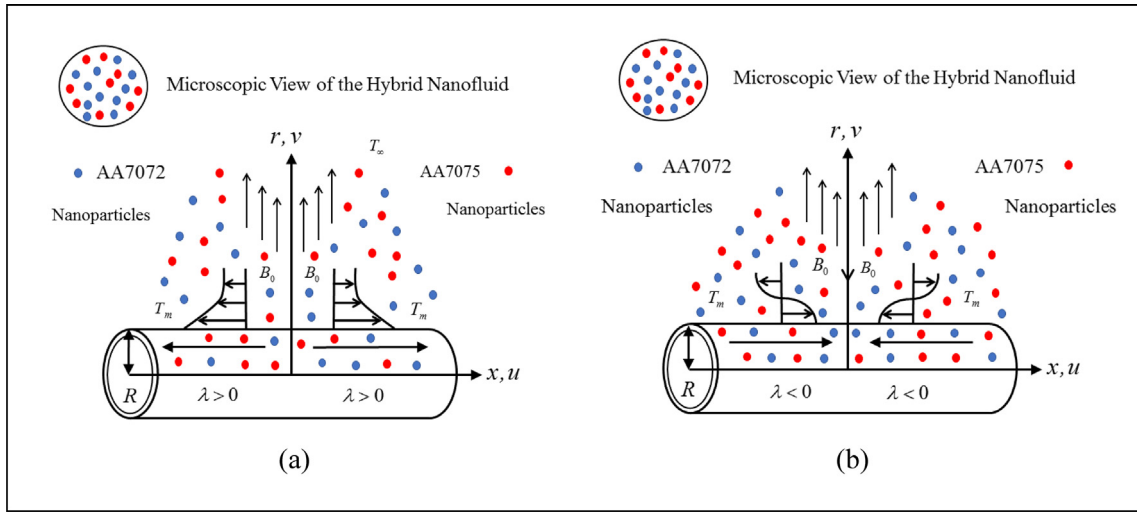 Microscopic View of the Hybrid Nanofluid
r, v
T∞
AA7072
AA7075
Nanoparticles
Nanoparticles
B₀ B₀
Tₘ
Tₘ
x, u
R
λ > 0
λ > 0
(a)
Microscopic View of the Hybrid Nanofluid
r, v
AA7072
AA7075
Nanoparticles
Nanoparticles
B₀ B₀
Tₘ
Tₘ
x, u
R
λ < 0
λ < 0
(b)